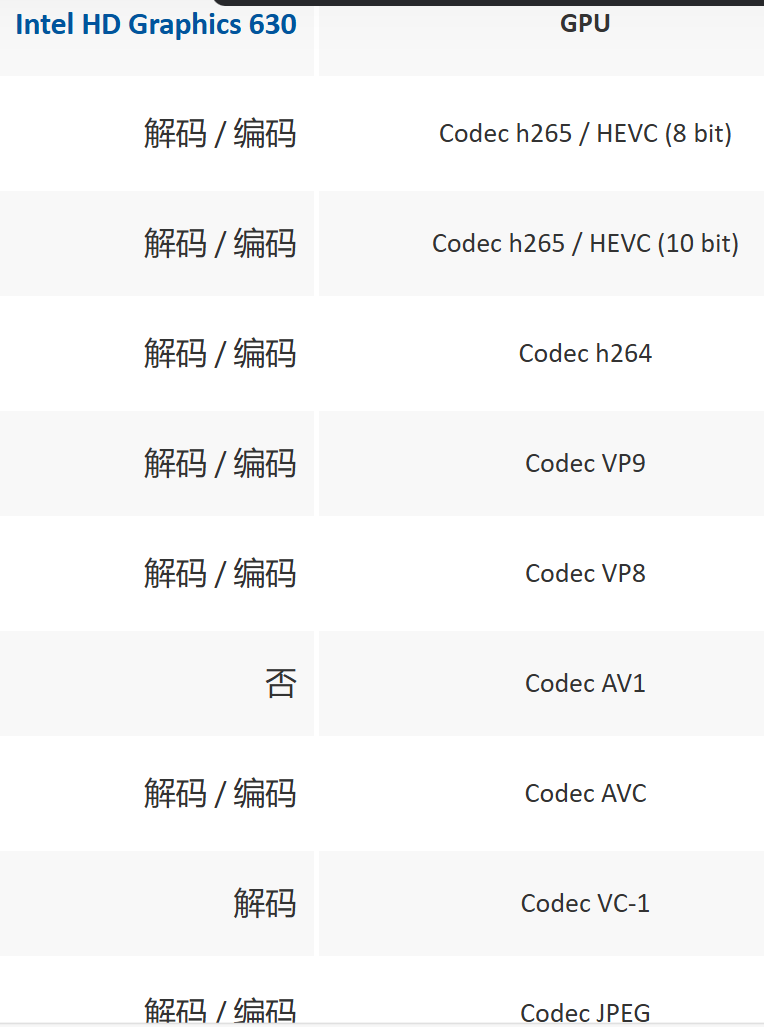 Intel HD Graphics 630 GPU
解码 / 编码 Codec h265 / HEVC (8 bit)
解码 / 编码 Codec h265 / HEVC (10 bit)
解码 / 编码 Codec h264
解码 / 编码 Codec VP9
解码 / 编码 Codec VP8
否 Codec AV1
解码 / 编码 Codec AVC
解码 Codec VC-1
解码 / 编码 Codec JPEG